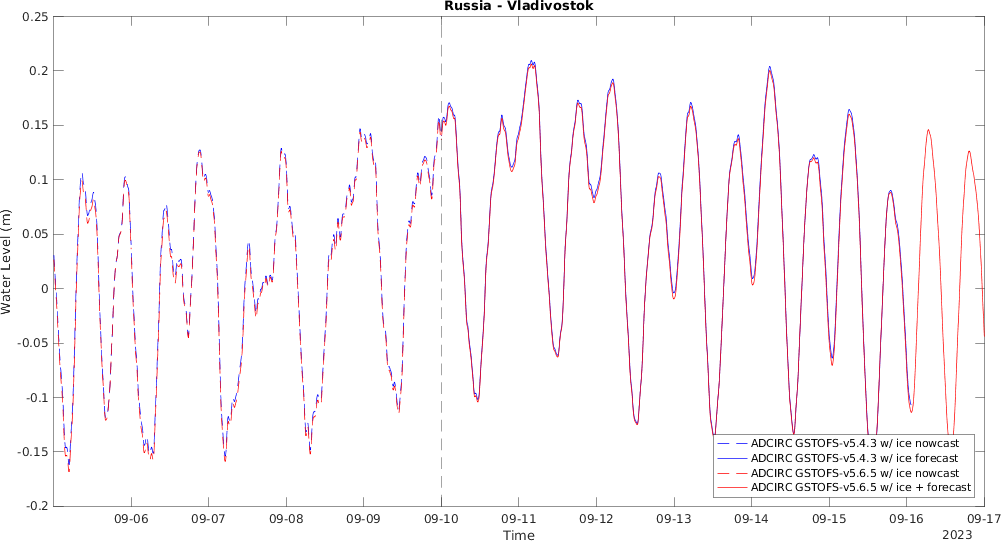 Russia - Vladivostok
0.25
0.2
0.15
0.1
0.05
0
-0.05
-0.1
-0.15
-0.2
Water Level (m)
ADCIRC GSTOFS-v5.4.3 w/ ice nowcast
ADCIRC GSTOFS-v5.4.3 w/ ice forecast
ADCIRC GSTOFS-v5.6.5 w/ ice nowcast
ADCIRC GSTOFS-v5.6.5 w/ ice + forecast
09-06 09-07 09-08 09-09 09-10 09-11 09-12 09-13 09-14 09-15 09-16 09-17
Time
2023